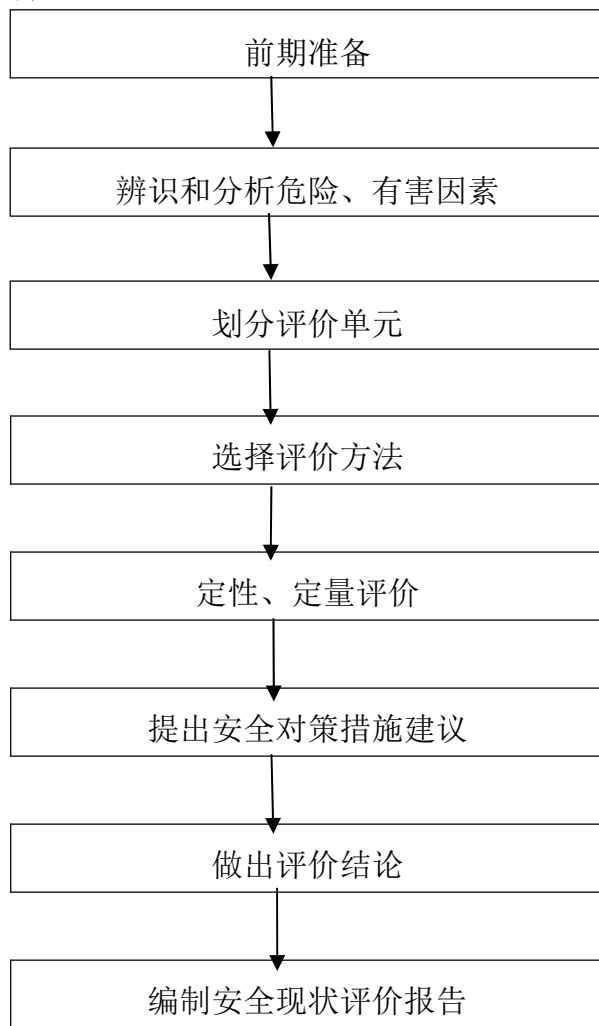 前期准备
辨识和分析危险、有害因素
划分评价单元
选择评价方法
定性、定量评价
提出安全对策措施建议
做出评价结论
编制安全现状评价报告